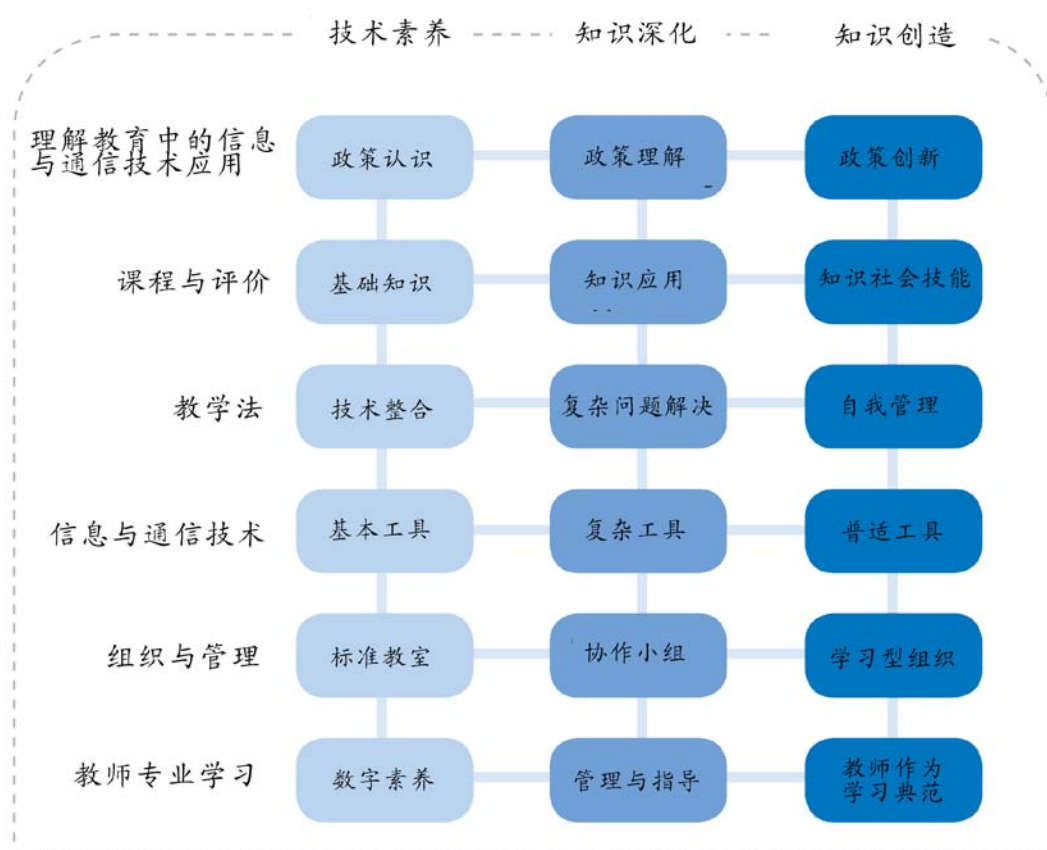 技术素养 知识深化 知识创造
理解教育中的信息
与通信技术应用
政策认识 政策理解 政策创新
课程与评价 基础知识 知识应用 知识社会技能
教学法 技术整合 复杂问题解决 自我管理
信息与通信技术 基本工具 复杂工具 普适工具
组织与管理 标准教室 协作小组 学习型组织
教师专业学习 数字素养 管理与指导
教师作为
学习典范